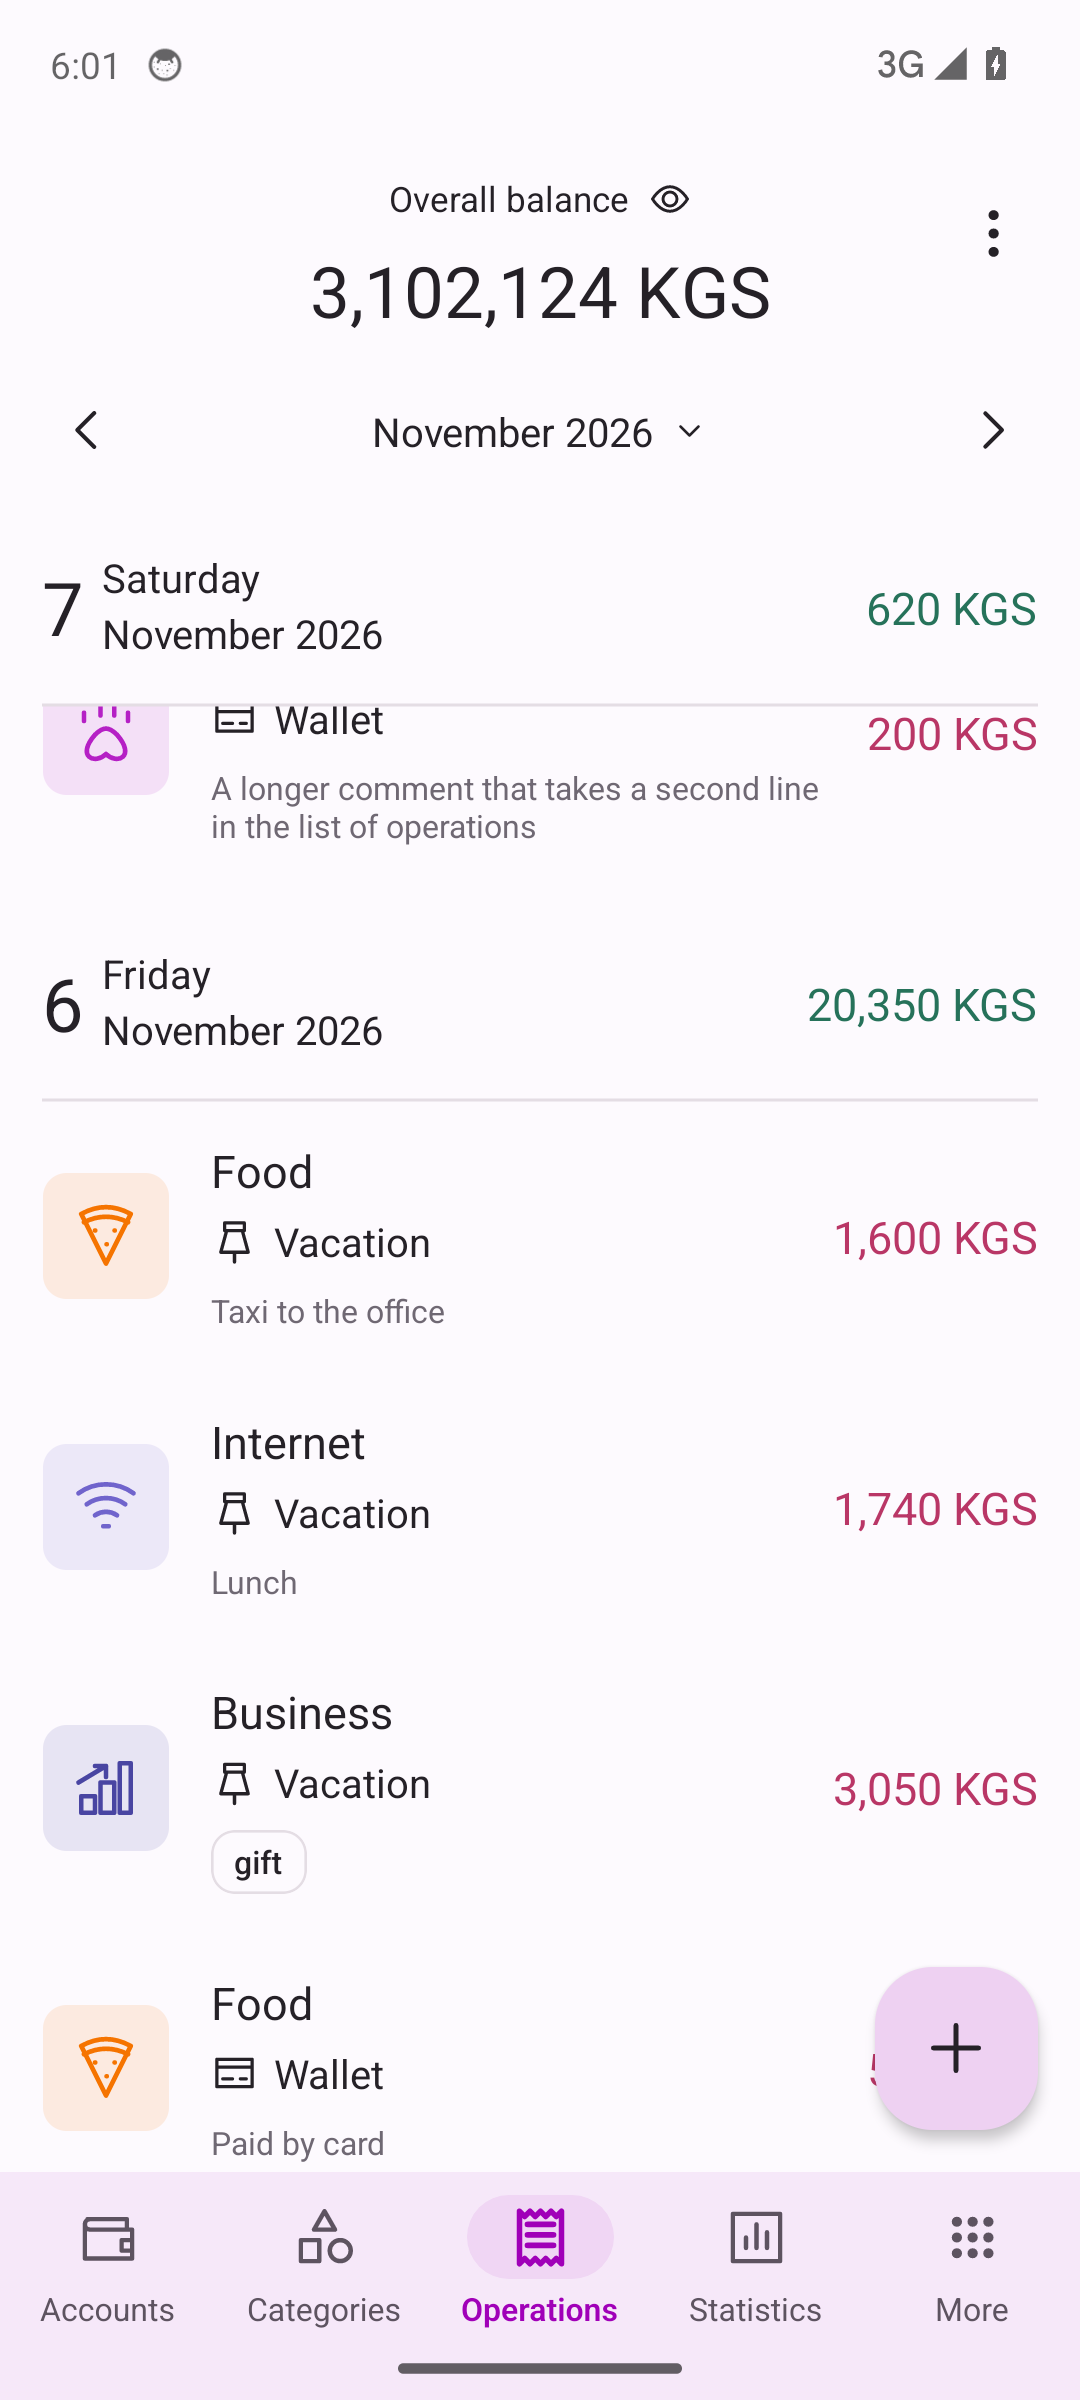 6:01
3G
Overall balance
3,102,124 KGS
November 2026
7
Saturday
November 2026
620 KGS
Wallet
200 KGS
A longer comment that takes a second line
in the list of operations
6
Friday
November 2026
20,350 KGS
Food
Vacation
1,600 KGS
Taxi to the office
Internet
Vacation
1,740 KGS
Lunch
Business
Vacation
3,050 KGS
gift
Food
Wallet
Paid by card
Accounts
Categories
Operations
Statistics
More